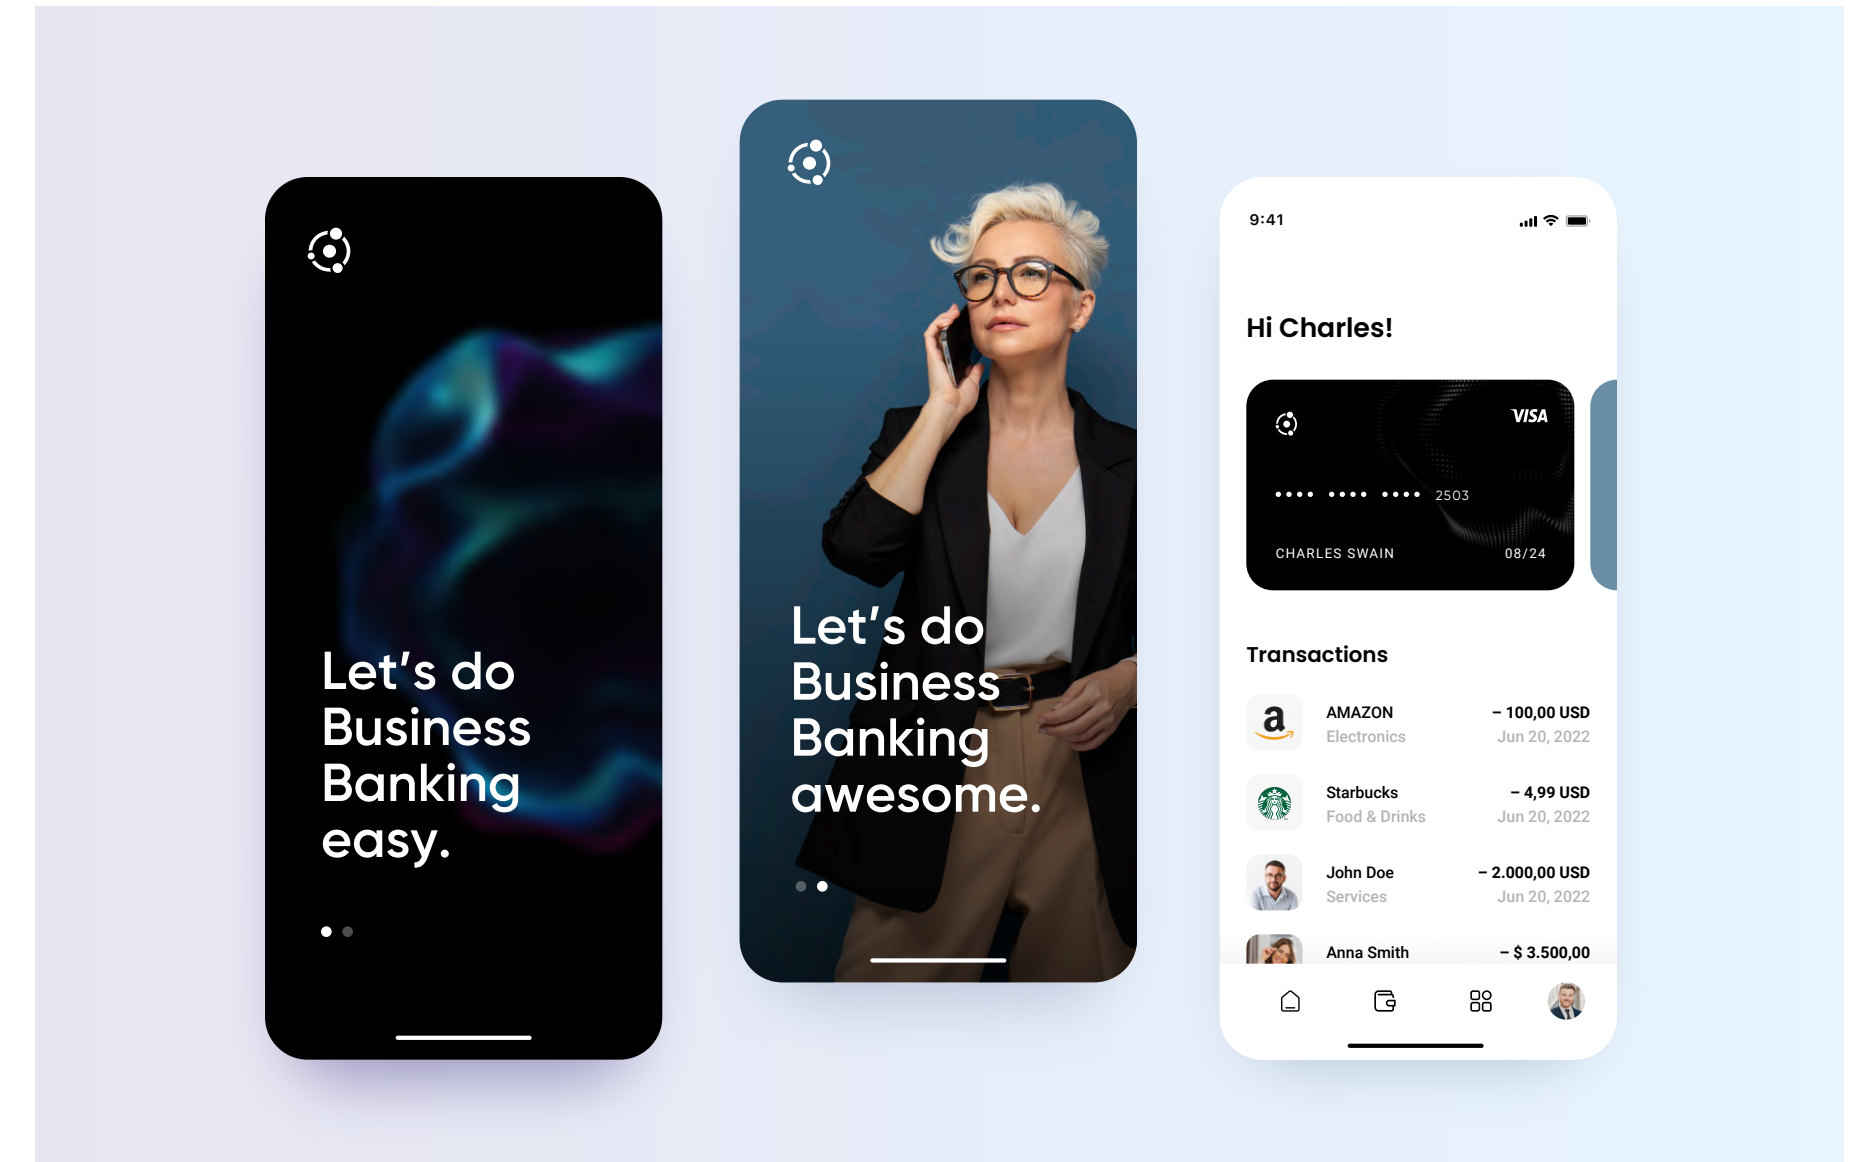 Let’s do
Business
Banking
easy.
Let’s do
Business
Banking
awesome.
9:41
Hi Charles!
VISA
•••• •••• •••• 2503
CHARLES SWAIN 08/24
Transactions
a
AMAZON – 100,00 USD
Electronics Jun 20, 2022
Starbucks – 4,99 USD
Food & Drinks Jun 20, 2022
John Doe – 2.000,00 USD
Services Jun 20, 2022
Anna Smith – $ 3.500,00